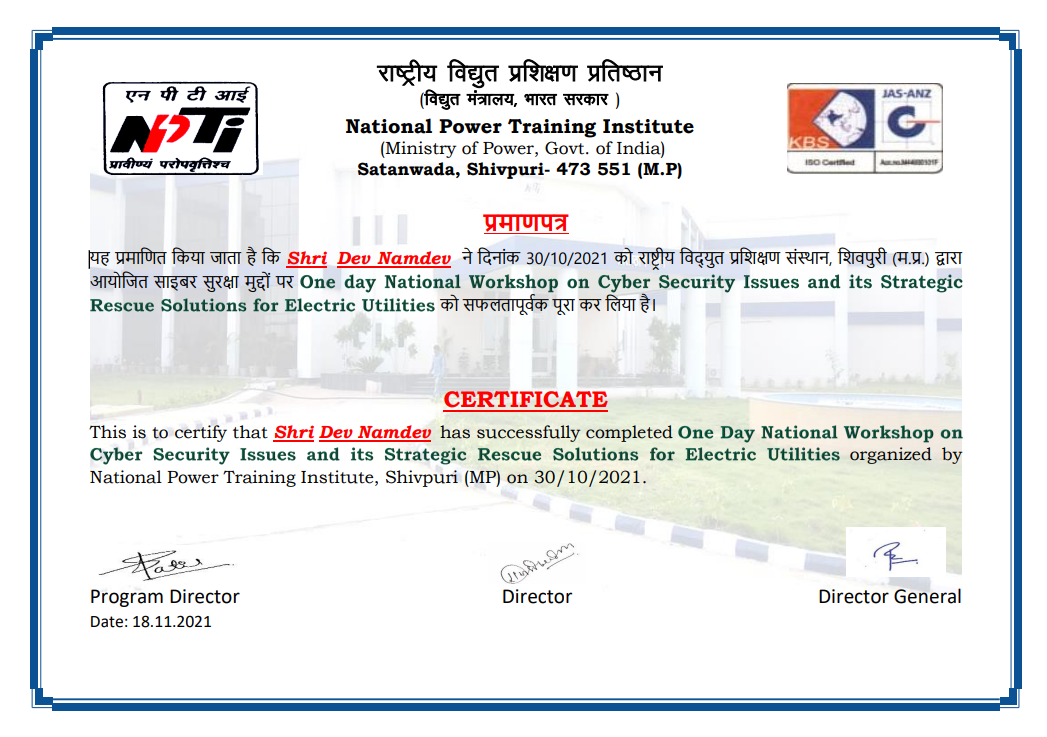 राष्ट्रीय विद्युत प्रशिक्षण प्रतिष्ठान
(विद्युत मंत्रालय, भारत सरकार )
National Power Training Institute
(Ministry of Power, Govt. of India)
Satanwada, Shivpuri- 473 551 (M.P)
एन पी टी आई
NPTi
प्रावीण्यं परोपवृत्तिश्च
KBS
ISO Certified
JAS-ANZ
प्रमाणपत्र
यह प्रमाणित किया जाता है कि Shri Dev Namdev ने दिनांक 30/10/2021 को राष्ट्रीय विद्युत प्रशिक्षण संस्थान, शिवपुरी (म.प्र.) द्वारा
आयोजित साइबर सुरक्षा मुद्दों पर One day National Workshop on Cyber Security Issues and its Strategic
Rescue Solutions for Electric Utilities को सफलतापूर्वक पूरा कर लिया है।
CERTIFICATE
This is to certify that Shri Dev Namdev has successfully completed One Day National Workshop on
Cyber Security Issues and its Strategic Rescue Solutions for Electric Utilities organized by
National Power Training Institute, Shivpuri (MP) on 30/10/2021.
Program Director
Director
Director General
Date: 18.11.2021